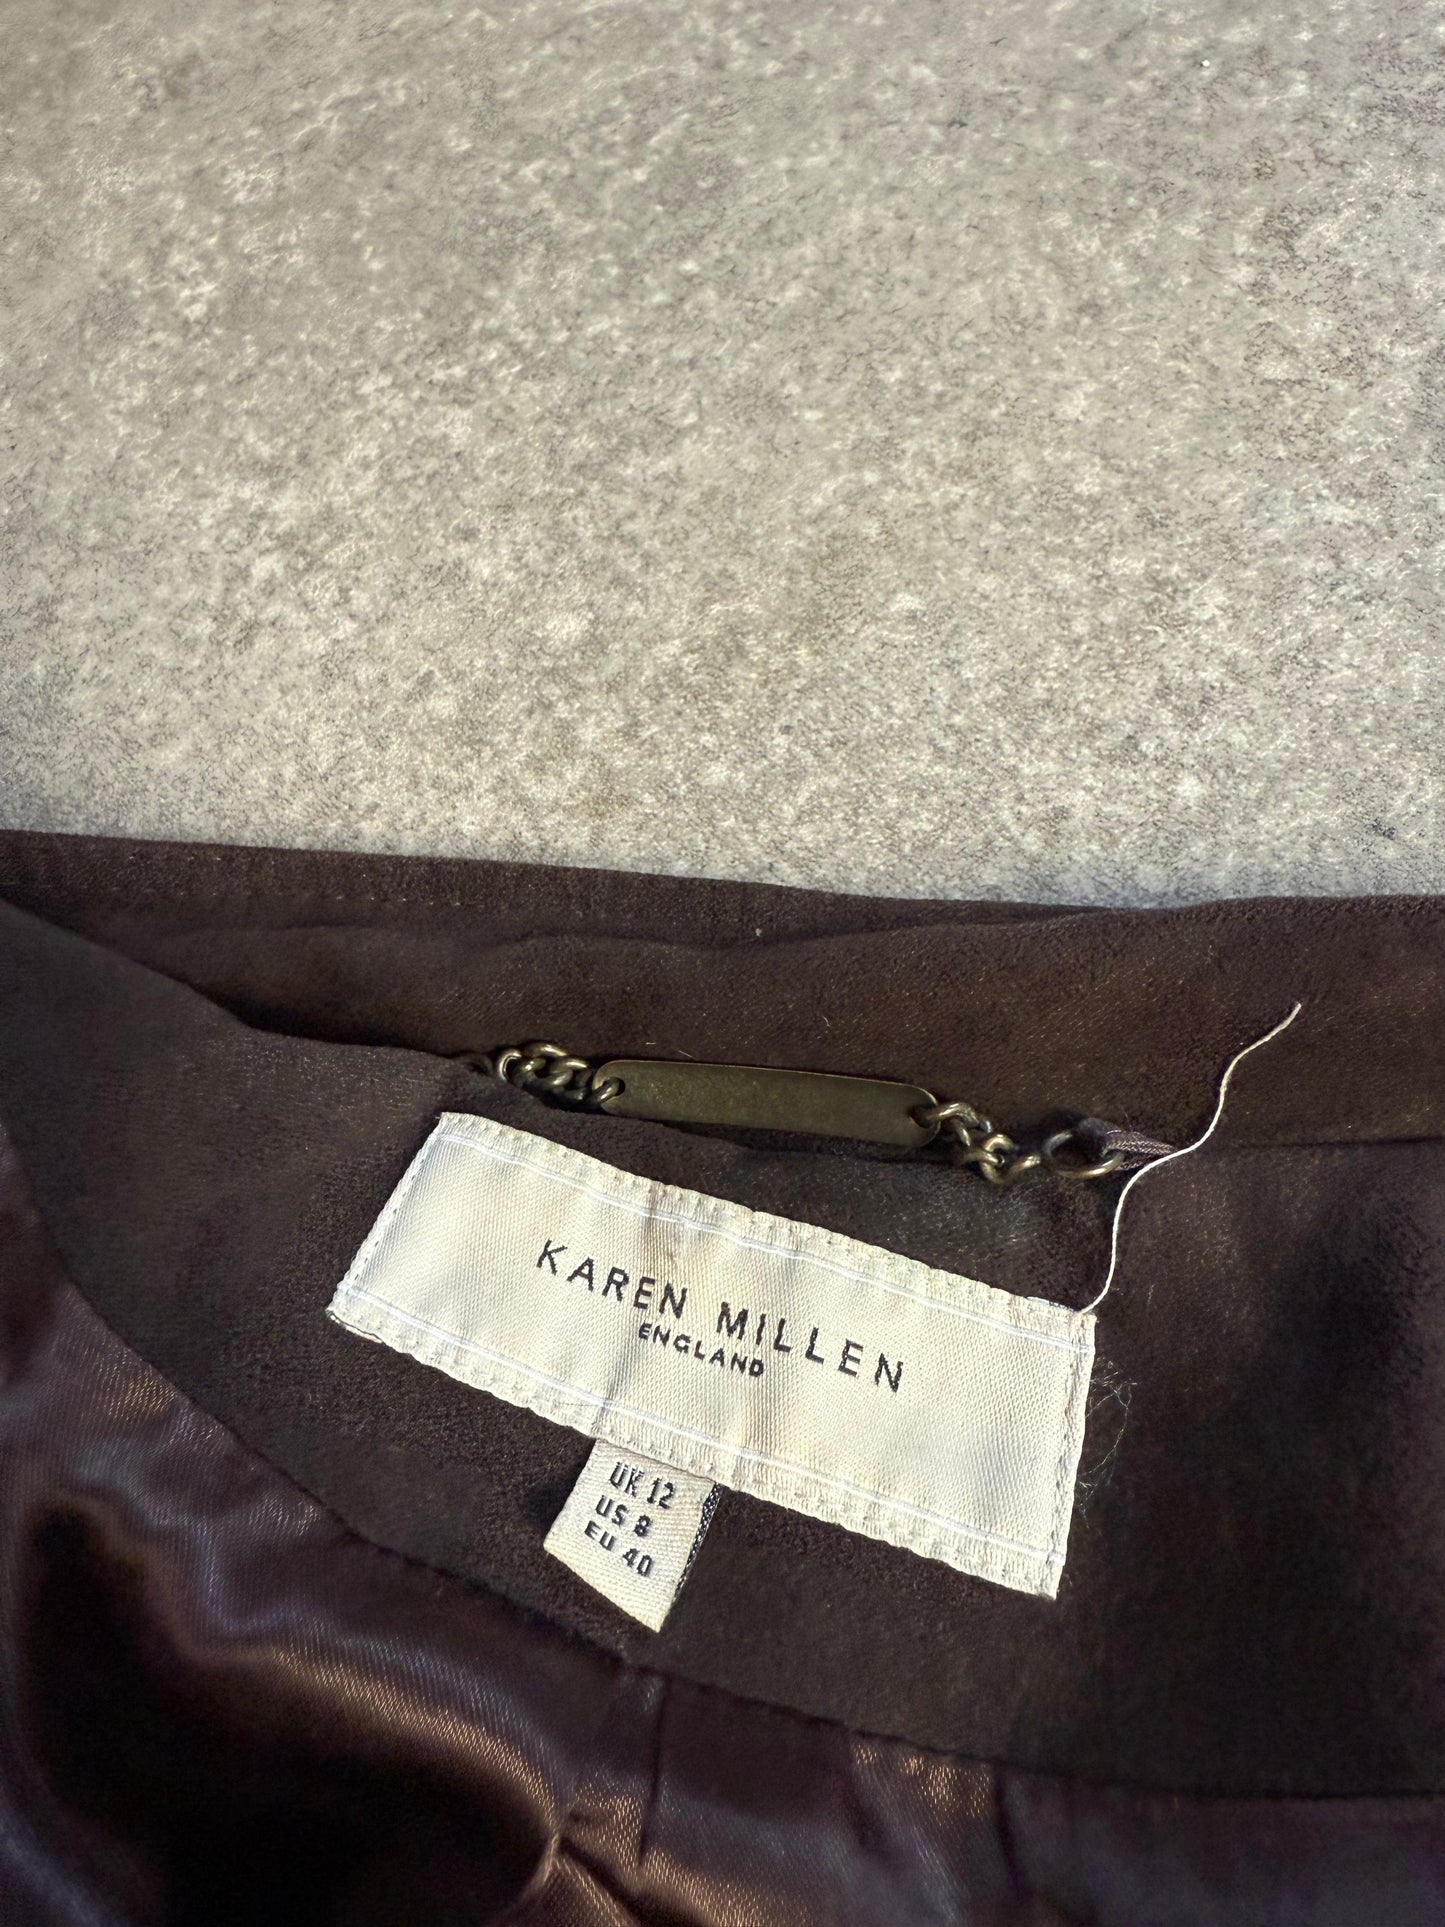 KAREN MILLEN
ENGLAND
UK 12
US 8
EU 40